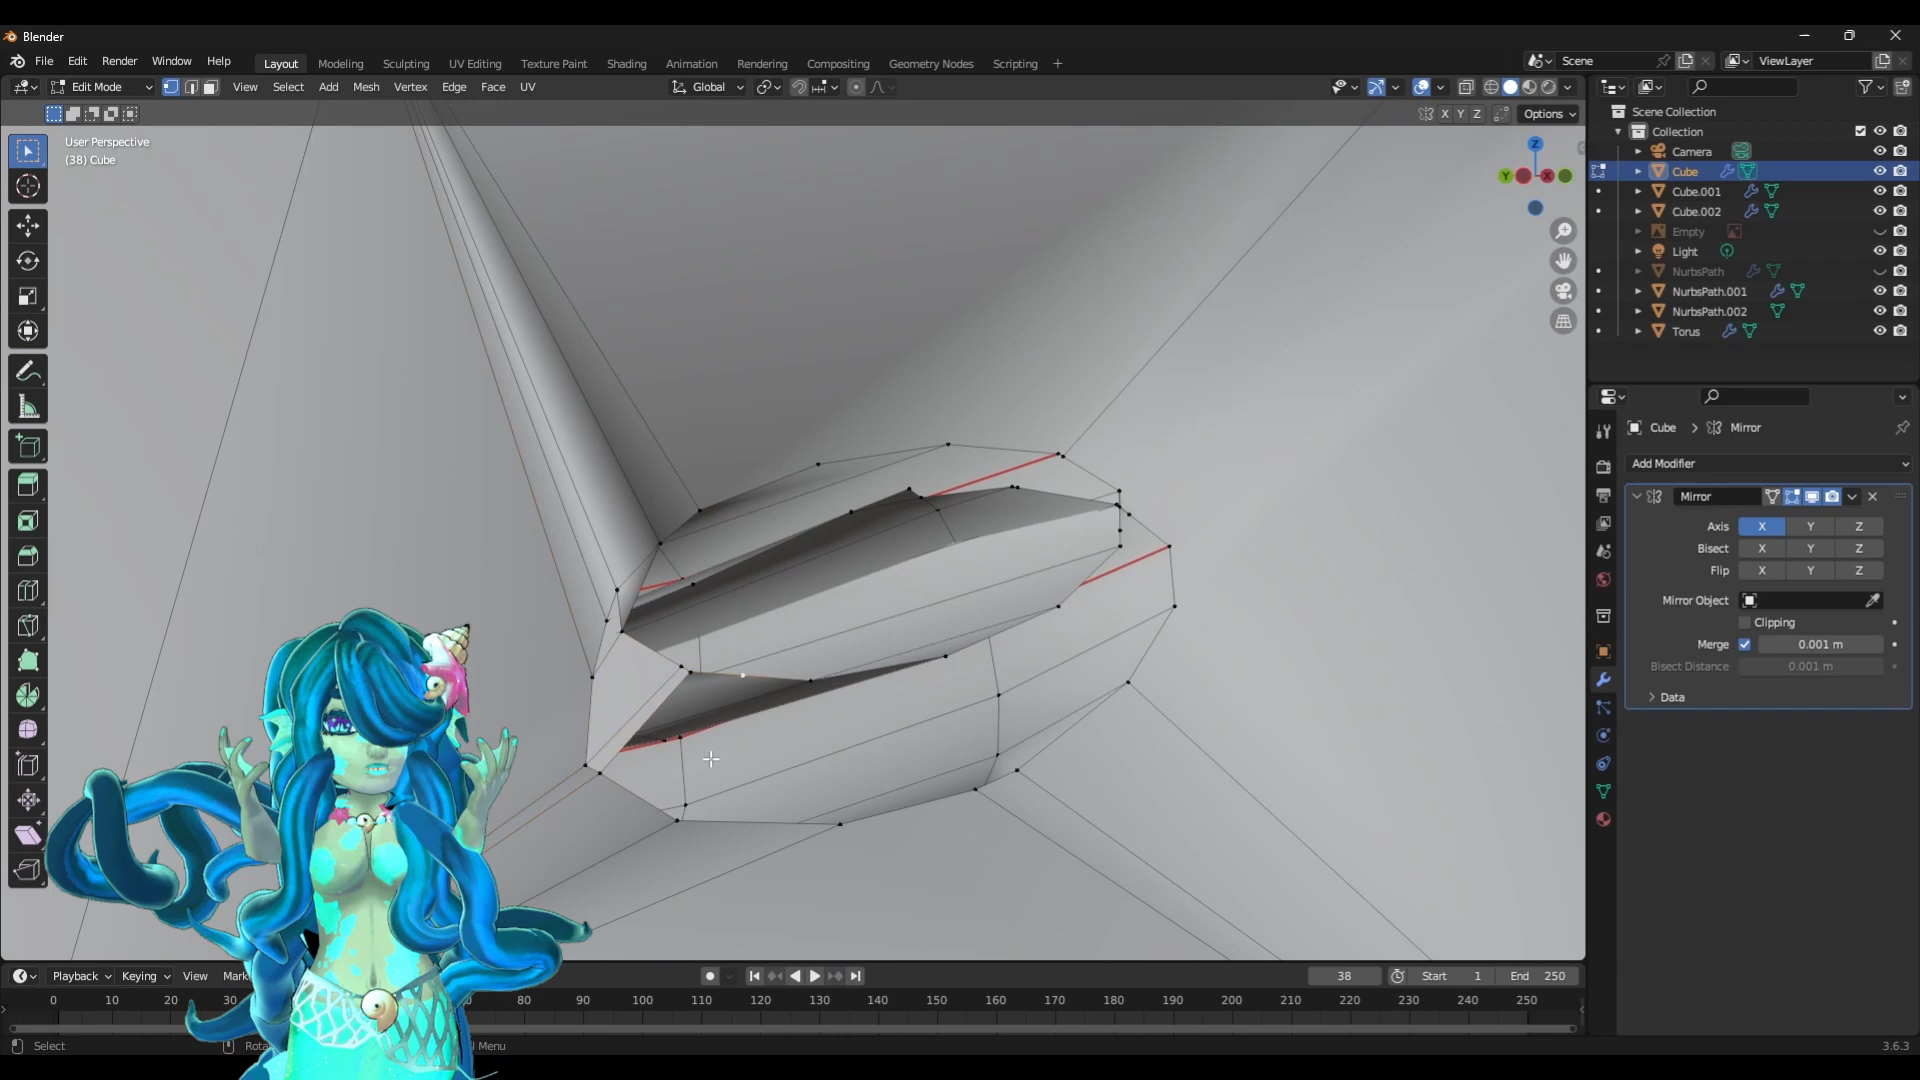 Blender
File Edit Render Window Help Layout Modeling Sculpting UV Editing Texture Paint Shading Animation Rendering Compositing Geometry Nodes Scripting +
Scene ViewLayer
Edit Mode View Select Add Mesh Vertex Edge Face UV Global
X Y Z Options
User Perspective
(38) Cube
Z
Y X
Scene Collection
Collection
Camera
Cube
Cube.001
Cube.002
Empty
Light
NurbsPath
NurbsPath.001
NurbsPath.002
Torus
Cube Mirror
Add Modifier
Mirror
Axis X Y Z
Bisect X Y Z
Flip X Y Z
Mirror Object
Clipping
Merge 0.001 m
Bisect Distance 0.001 m
Data
Playback Keying View Mark 38 Start 1 End 250
0 10 20 30 80 90 100 110 120 130 140 150 160 170 180 190 200 210 220 230 240 250
Select Rota Menu 3.6.3